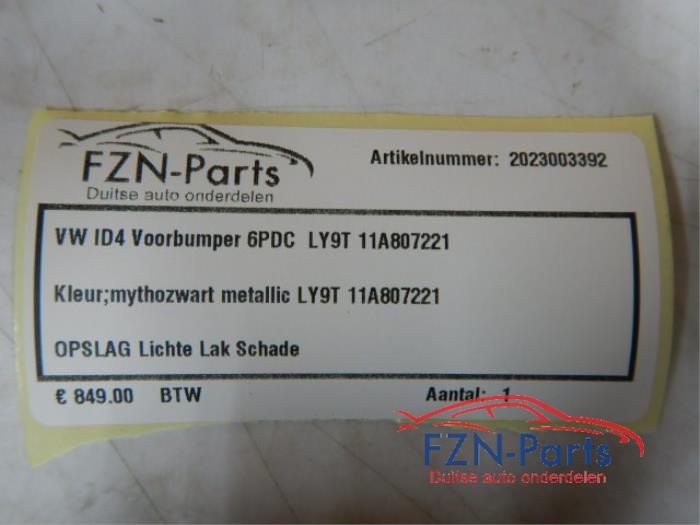 FZN-Parts
Duitse auto onderdelen
Artikelnummer: 2023003392
VW ID4 Voorbumper 6PDC LY9T 11A807221
Kleur;mythozwart metallic LY9T 11A807221
OPSLAG Lichte Lak Schade
€ 849.00 BTW Aantal: 1
FZN-Parts
Duitse auto onderdelen